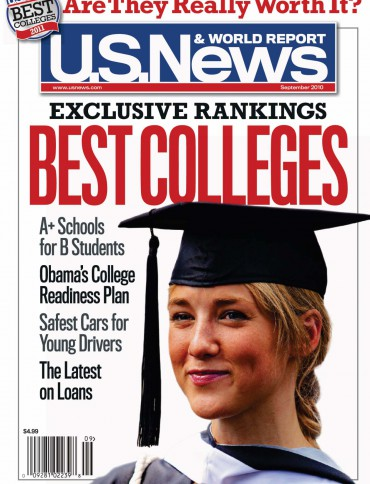 Are They Really Worth It?
BEST
COLLEGES
2011
& WORLD REPORT
U.S.News
www.usnews.com
September 2010
EXCLUSIVE RANKINGS
BEST COLLEGES
A+ Schools
for B Students
Obama's College
Readiness Plan
Safest Cars for
Young Drivers
The Latest
on Loans
$4.99
09
0 09281 02239 8